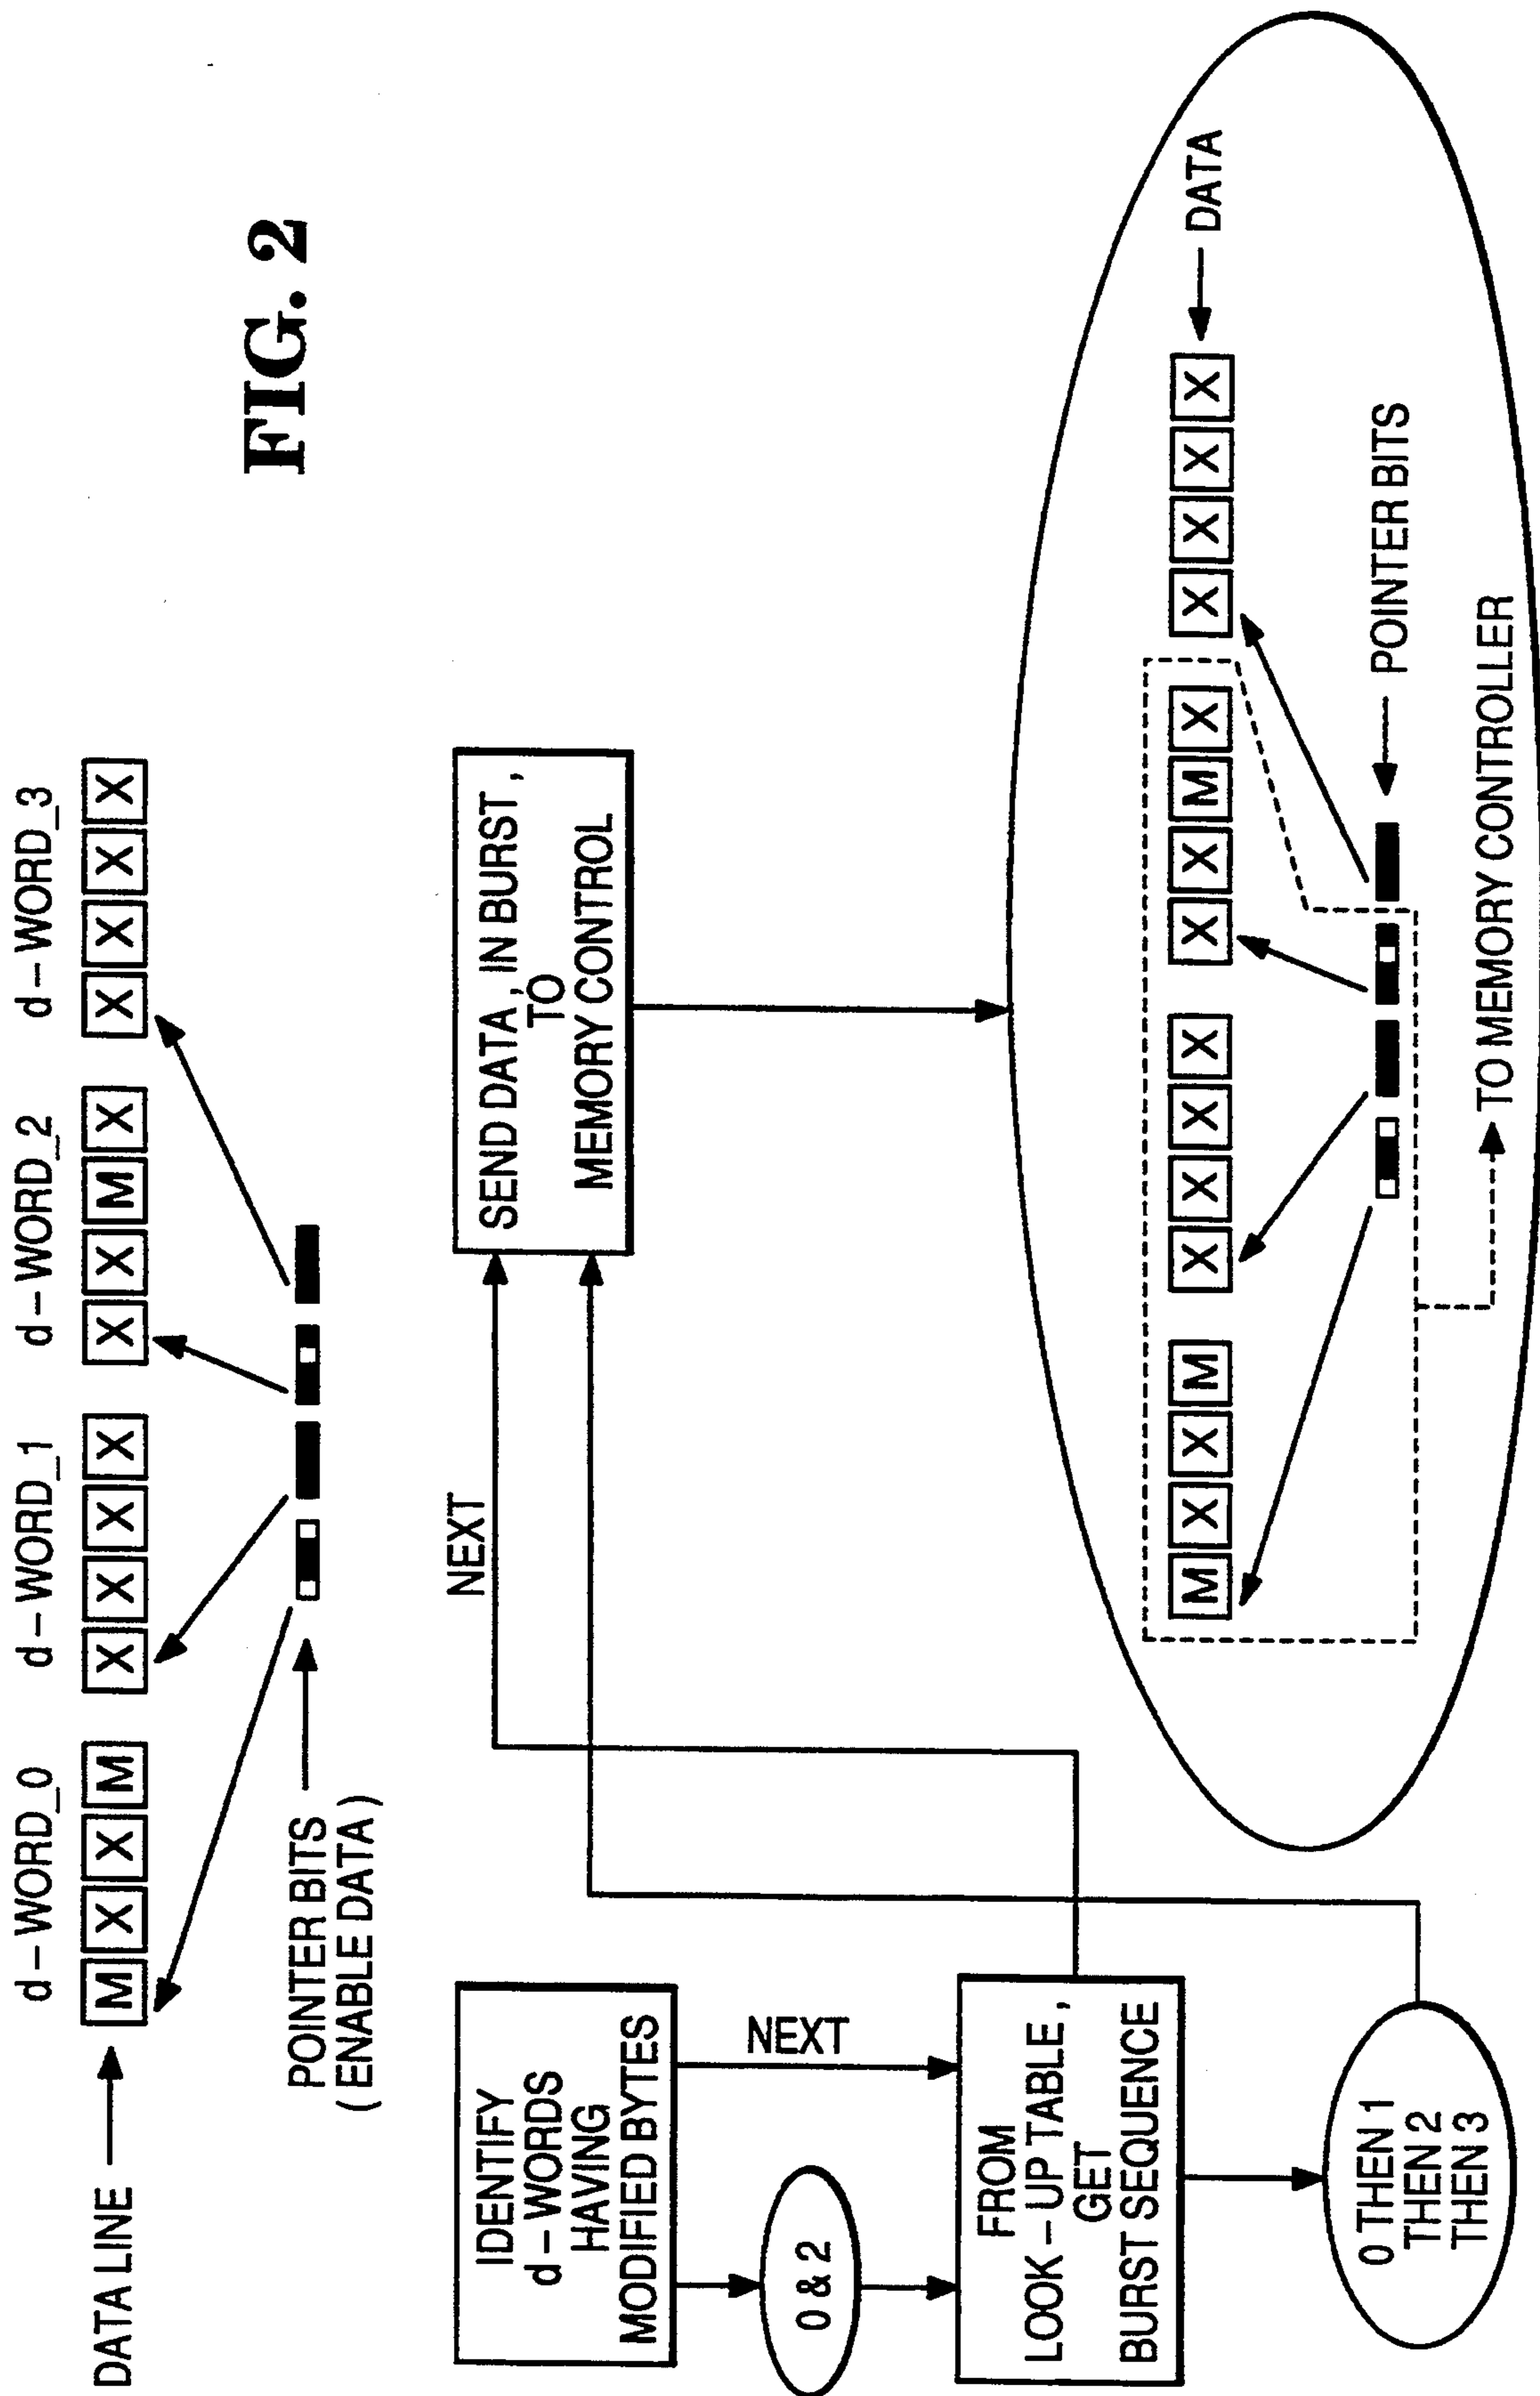 FIG. 2
d-WORD_0 d-WORD_1 d-WORD_2 d-WORD_3
DATA LINE M X X M X X X X X X M X X X X X
POINTER BITS
(ENABLE DATA)
IDENTIFY
d-WORDS
HAVING
MODIFIED BYTES
NEXT
0 & 2
FROM
LOOK-UP TABLE,
GET
BURST SEQUENCE
0 THEN 1
THEN 2
THEN 3
NEXT
SEND DATA, IN BURST,
TO
MEMORY CONTROL
M X X M X X X X X X M X X X X X DATA
POINTER BITS
TO MEMORY CONTROLLER